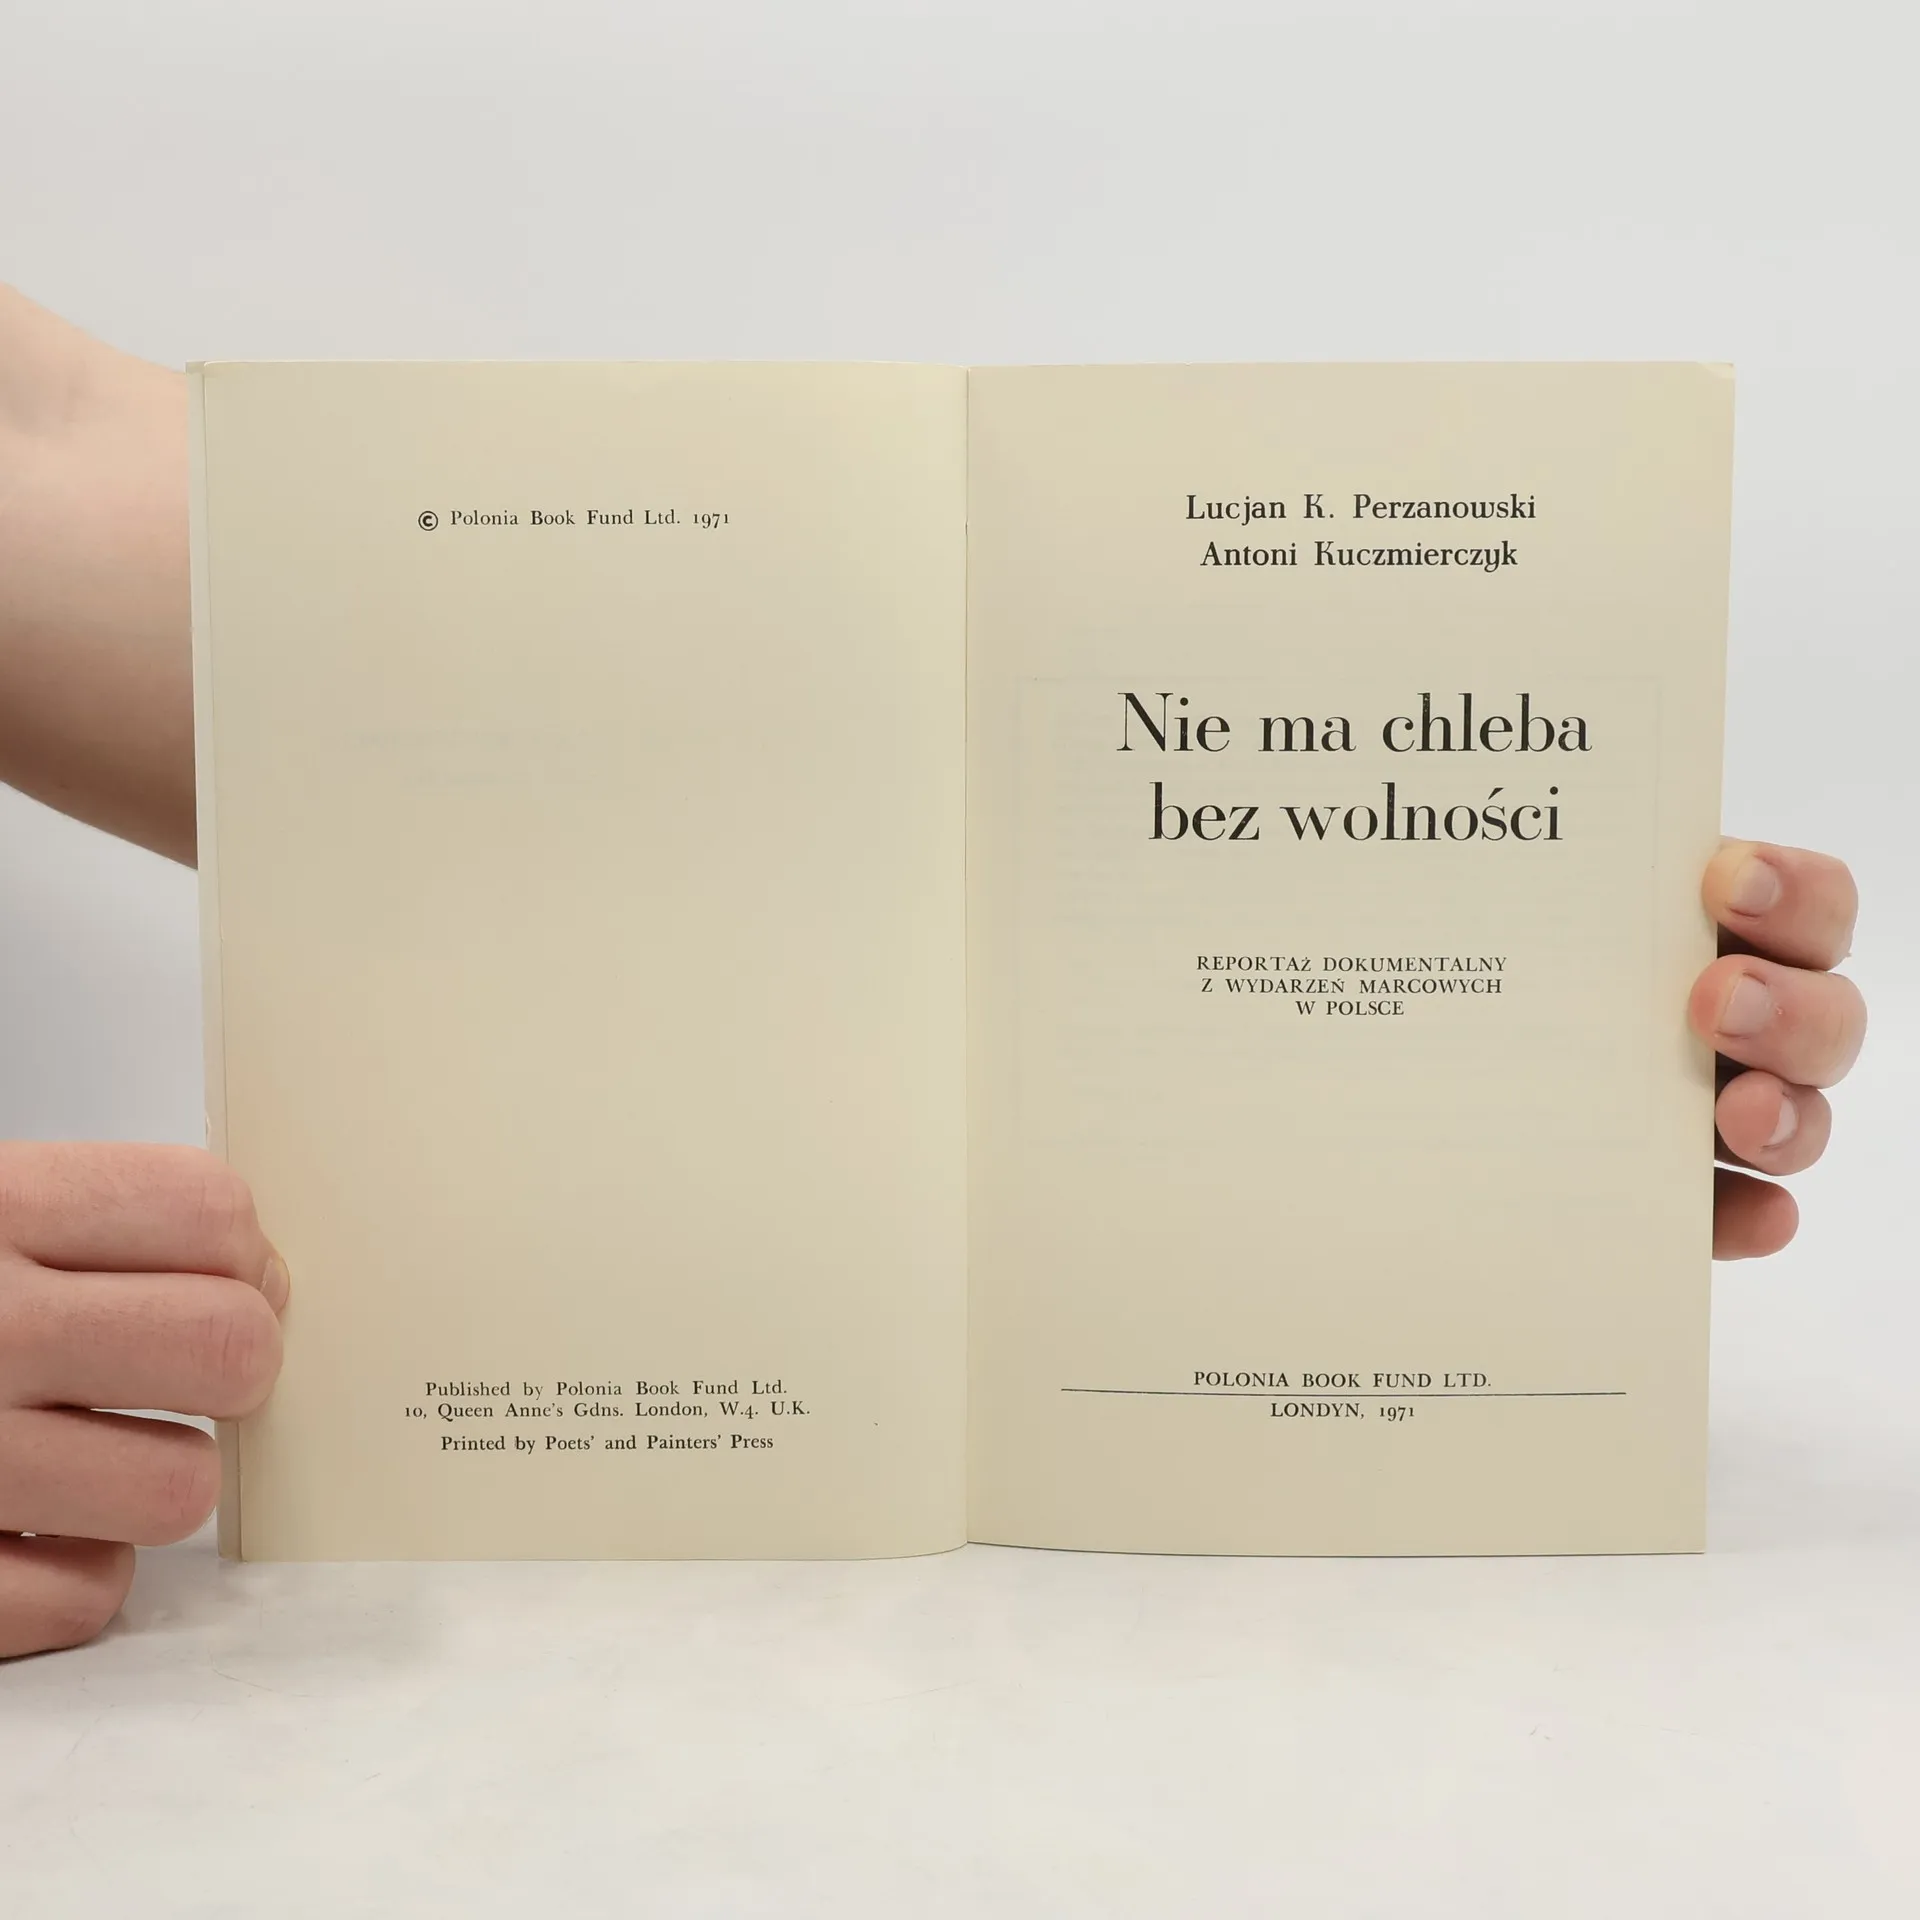 © Polonia Book Fund Ltd. 1971
Published by Polonia Book Fund Ltd.
10, Queen Anne's Gdns. London, W.4. U.K.
Printed by Poets' and Painters' Press
Lucjan K. Perzanowski
Antoni Kuczmierczyk
Nie ma chleba
bez wolności
REPORTAŻ DOKUMENTALNY
Z WYDARZEŃ MARCOWYCH
W POLSCE
POLONIA BOOK FUND LTD.
LONDYN, 1971